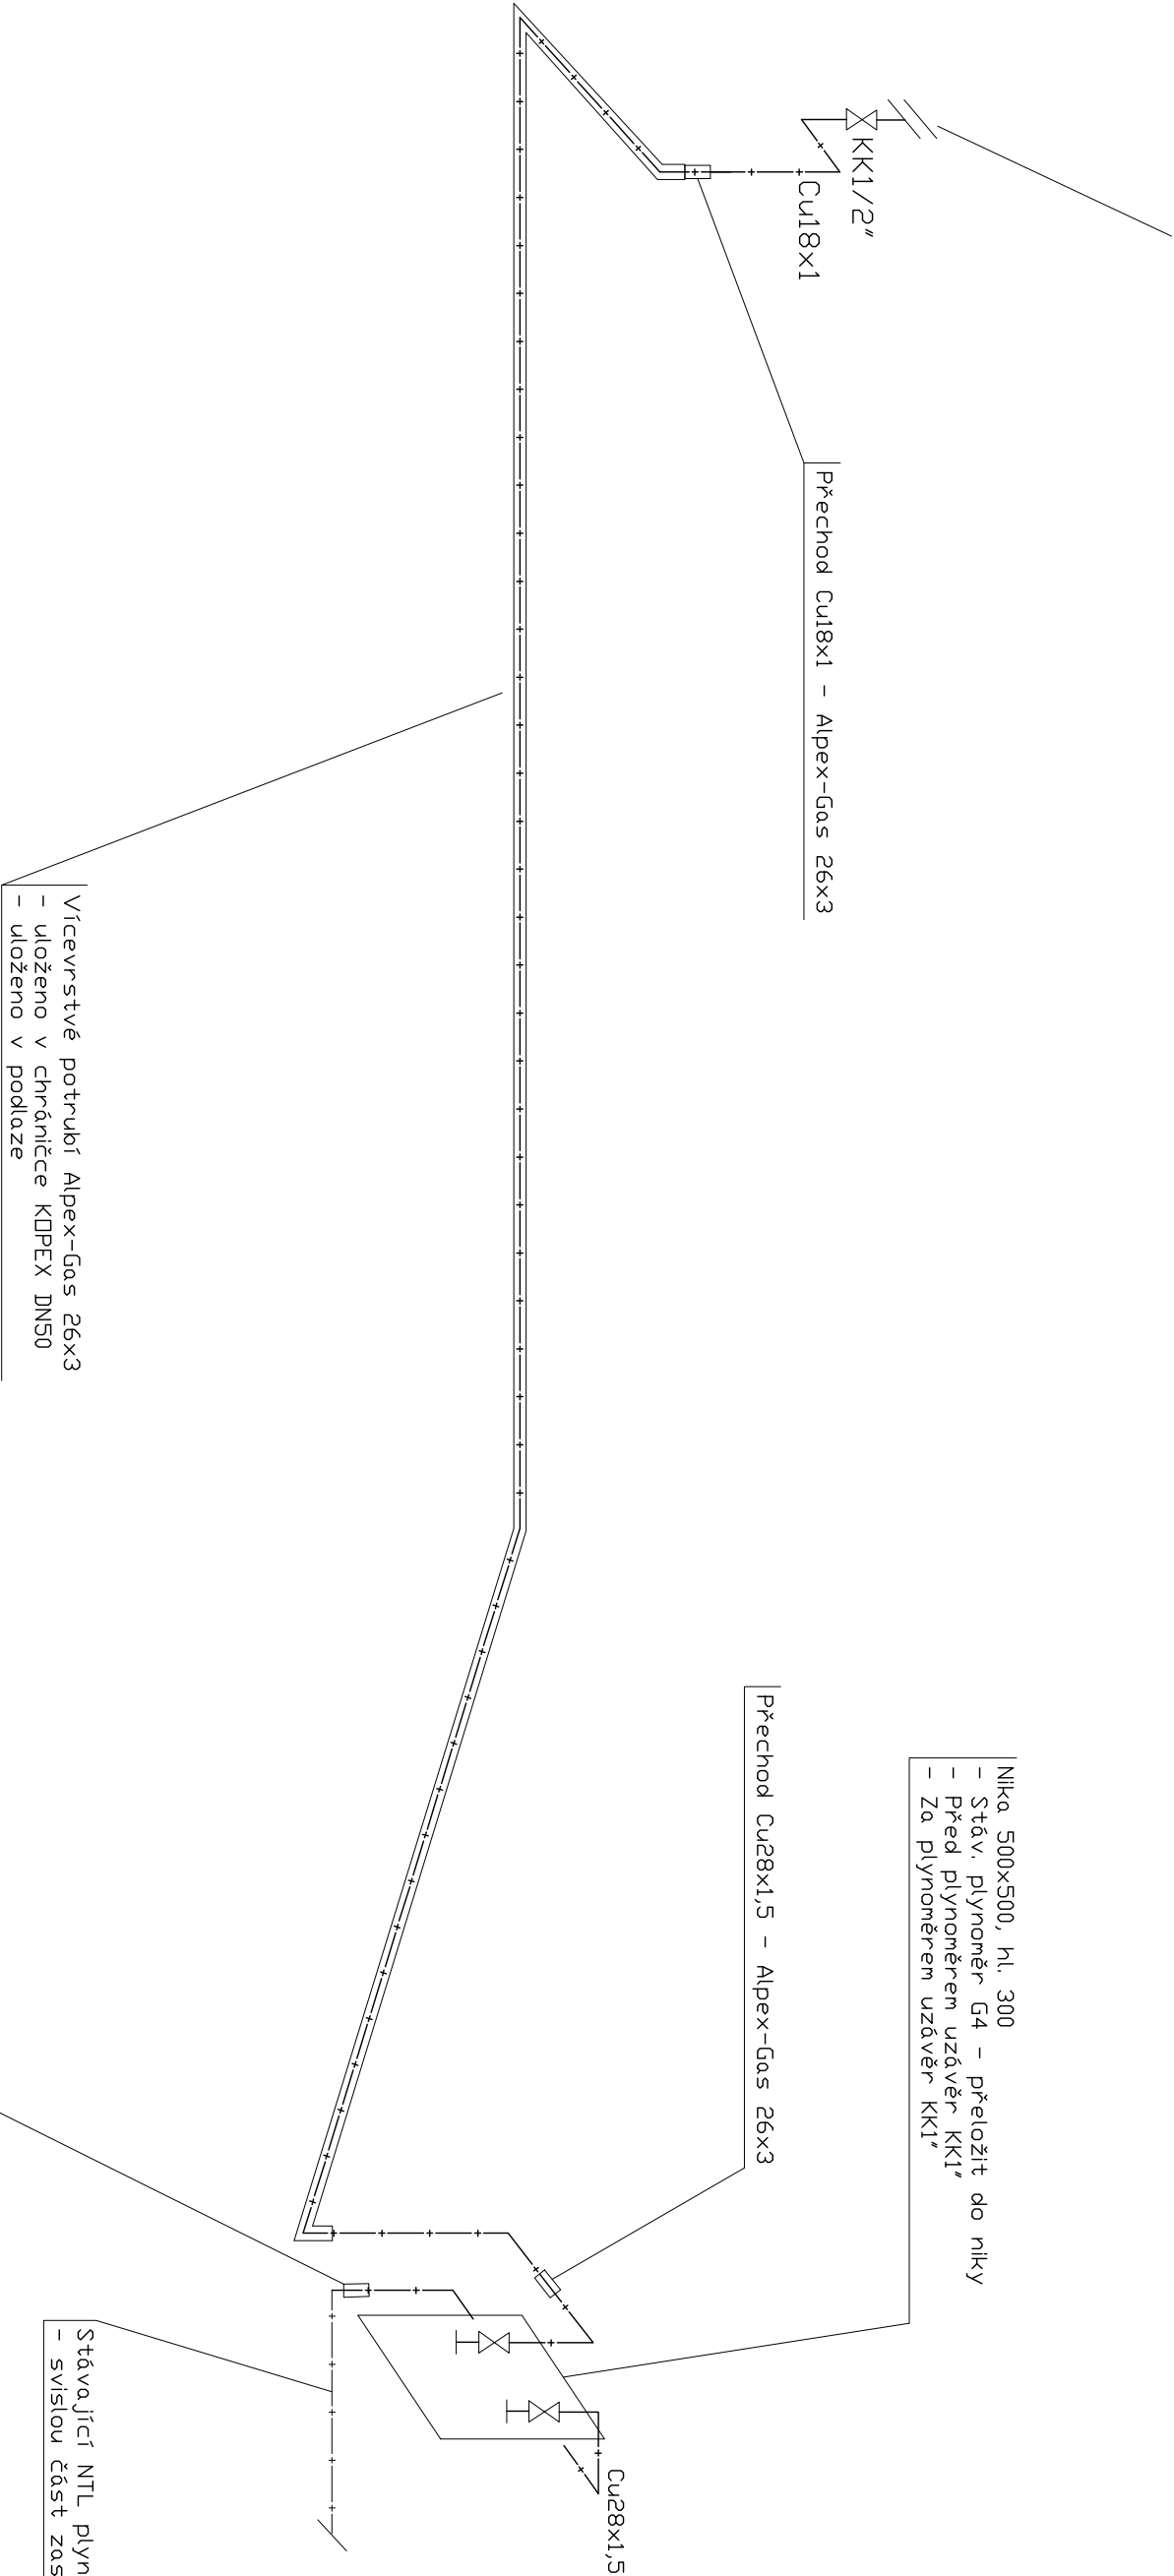 KK1/2"
Cu18x1
Přechod Cu18x1 - Alpex-Gas 26x3
Vícevrstvé potrubí Alpex-Gas 26x3
- uloženo v chráničce KOPEX DN50
- uloženo v podlaze
Nika 500x500, hl. 300
- Stáv. plynoměr G4 - přeložit do niky
- Před plynoměrem uzávěr KK1"
- Za plynoměrem uzávěr KK1"
Přechod Cu28x1,5 - Alpex-Gas 26x3
Cu28x1,5
Stávající NTL plyn
- svislou část zas